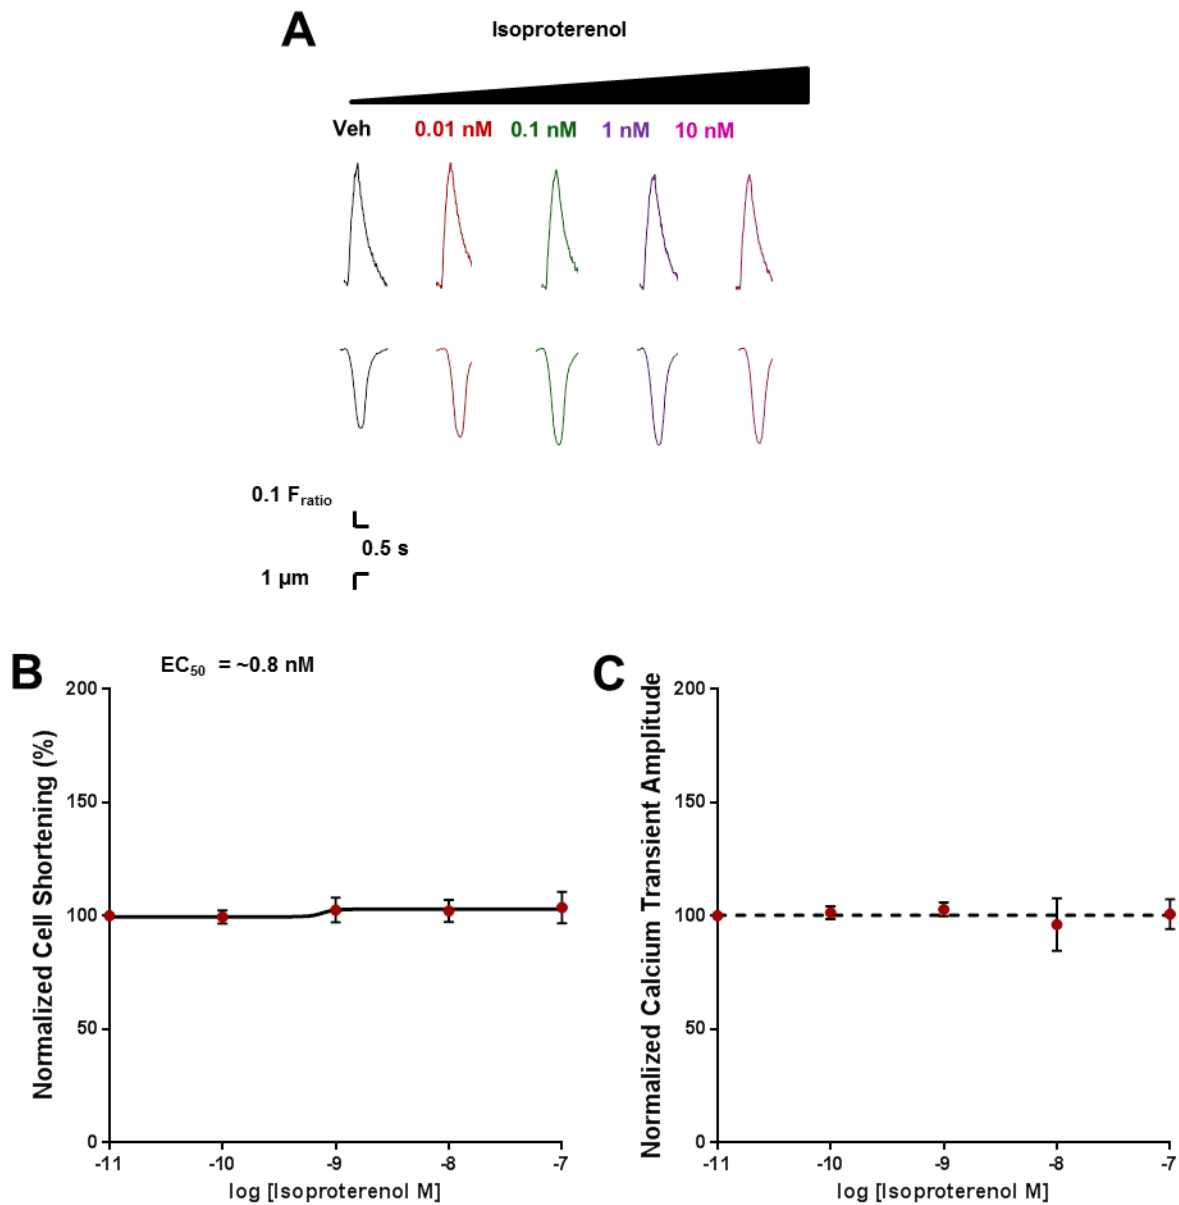 A
Isoproterenol
Veh 0.01 nM 0.1 nM 1 nM 10 nM
0.1 Fratio
0.5 s
1 µm
B
EC50 = ~0.8 nM
Normalized Cell Shortening (%)
200
150
100
50
0
-11 -10 -9 -8 -7
log [Isoproterenol M]
C
Normalized Calcium Transient Amplitude
200
150
100
50
0
-11 -10 -9 -8 -7
log [Isoproterenol M]